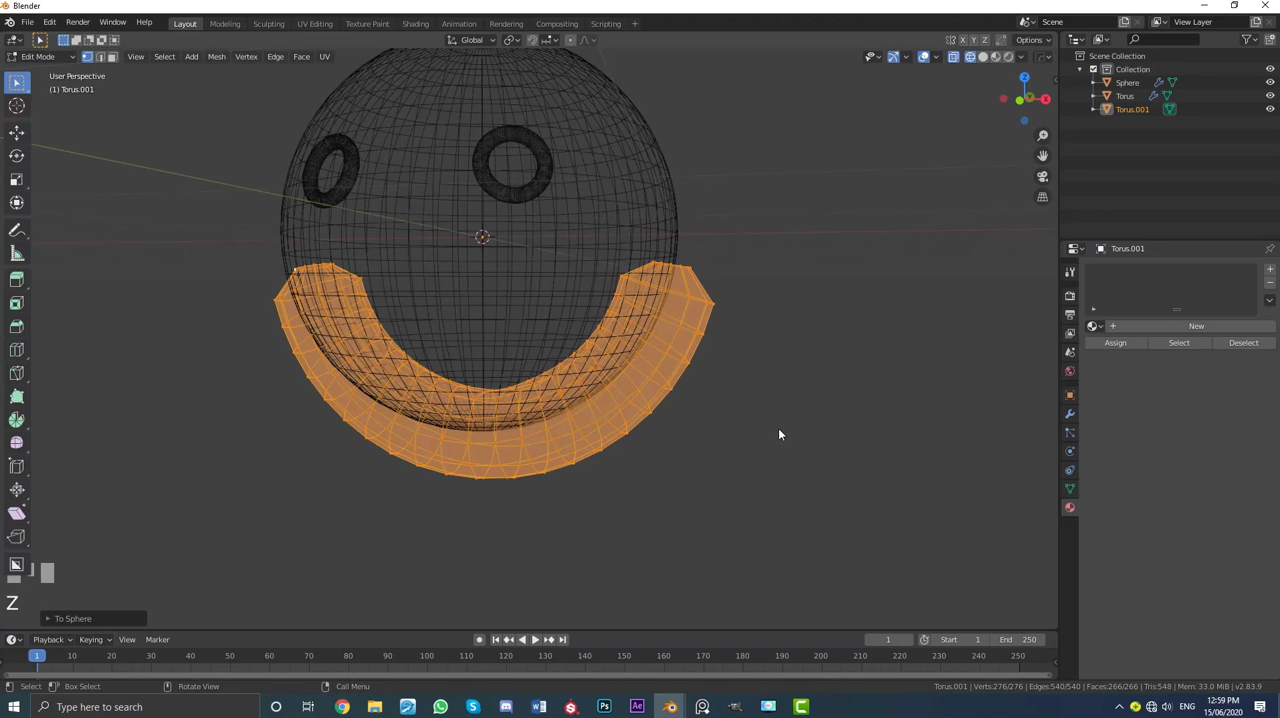 Blender
File Edit Render Window Help Layout Modeling Sculpting UV Editing Texture Paint Shading Animation Rendering Compositing Scripting + Scene View Layer
Global Options
Edit Mode View Select Add Mesh Vertex Edge Face UV X Y Z
User Perspective
(1) Torus.001
Scene Collection
Collection
Sphere
Torus
Torus.001
Z
X
Torus.001
+ New
Assign Select Deselect
Z
To Sphere
Playback Keying View Marker 1 Start: 1 End: 250
1 10 20 30 40 50 60 70 80 90 100 110 120 130 140 150 160 170 180 190 200 210 220 230 240 250
Select Box Select Rotate View Call Menu Torus.001 | Verts:276/276 | Edges:540/540 | Faces:266/266 | Tris:548 | Mem: 33.0 MiB | v2.83.9
Type here to search W Ps Ae 12:59 PM
15/06/2020